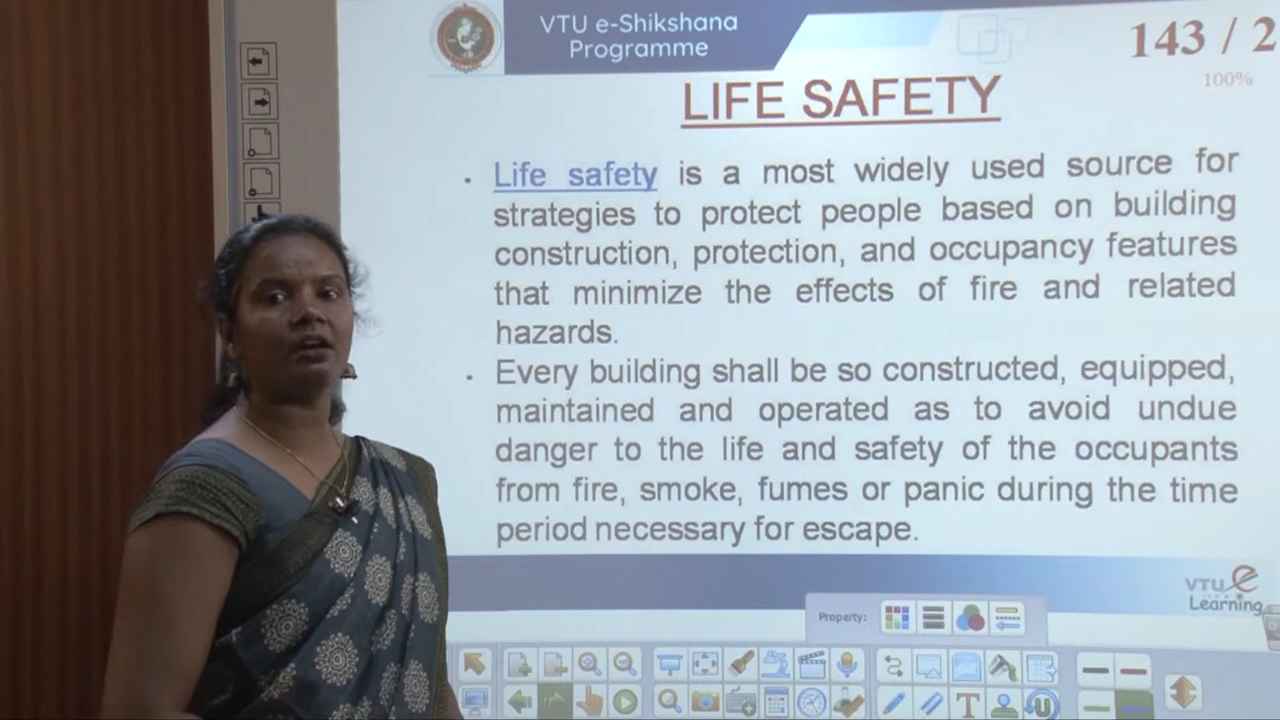 VTU e-Shikshana
Programme
143 / 2
100%
LIFE SAFETY
. Life safety is a most widely used source for
strategies to protect people based on building
construction, protection, and occupancy features
that minimize the effects of fire and related
hazards.
. Every building shall be so constructed, equipped,
maintained and operated as to avoid undue
danger to the life and safety of the occupants
from fire, smoke, fumes or panic during the time
period necessary for escape.
VTU e
Learning
Property:
T